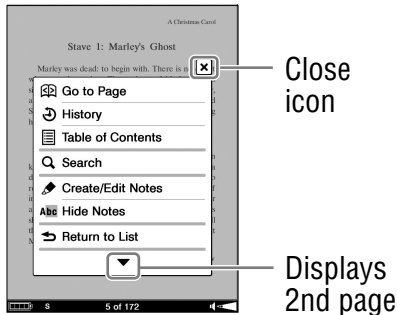 A Christmas Carol
Stave 1: Marley's Ghost
Marley was dead: to begin with. There is no
Close
icon
Go to Page
History
Table of Contents
Search
Create/Edit Notes
Abc Hide Notes
Return to List
Displays
2nd page
S 5 of 172